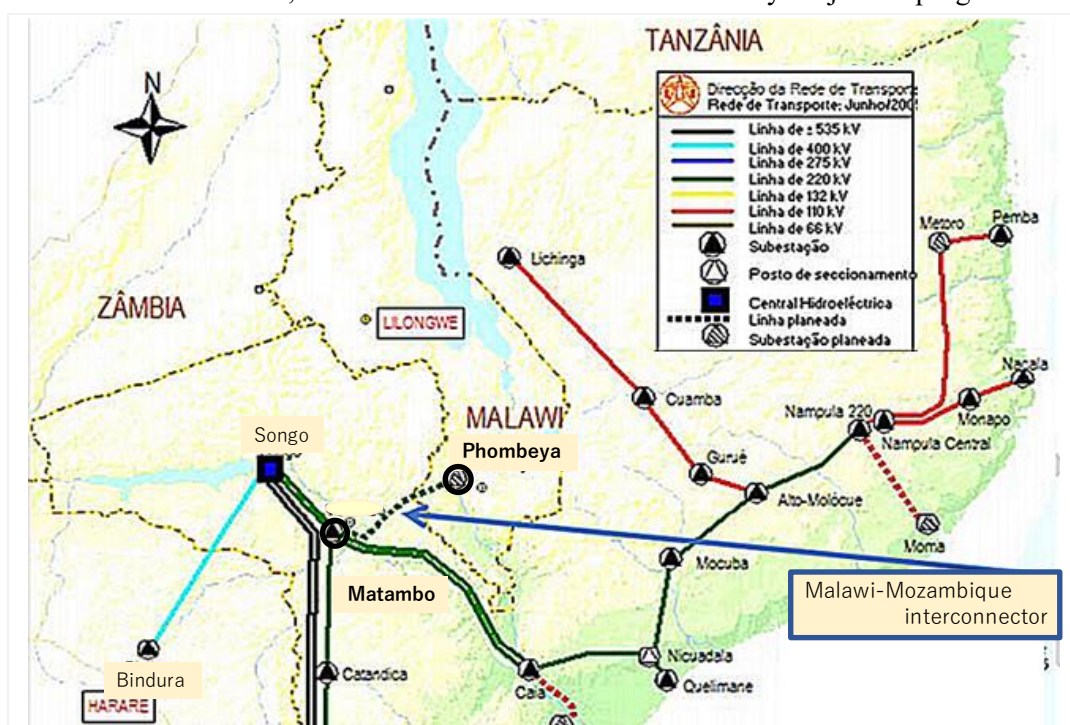 TANZÂNIA
N
Direcção da Rede de Transport
Rede de Transporte: Junho/200
Linha de ± 535 kV
Linha de 400 kV
Linha de 275 kV
Linha de 220 kV
Linha de 132 kV
Linha de 110 kV
Linha de 66 kV
Subestação
Posto de seccionamento
Central Hidroeléctrica
Linha planeada
Subestação planeada
Metoro
Pemba
Lichinga
ZÂMBIA
LILONGWE
Nacala
Cuamba
Monapo
MALAWI
Nampula 220
Nampula Central
Songo
Phombeya
Guruè
Alto-Molócue
Moma
Mocuba
Matambo
Malawi-Mozambique
interconnector
Nicuadala
Bindura
Catandica
Caia
Quelimane
HARARE